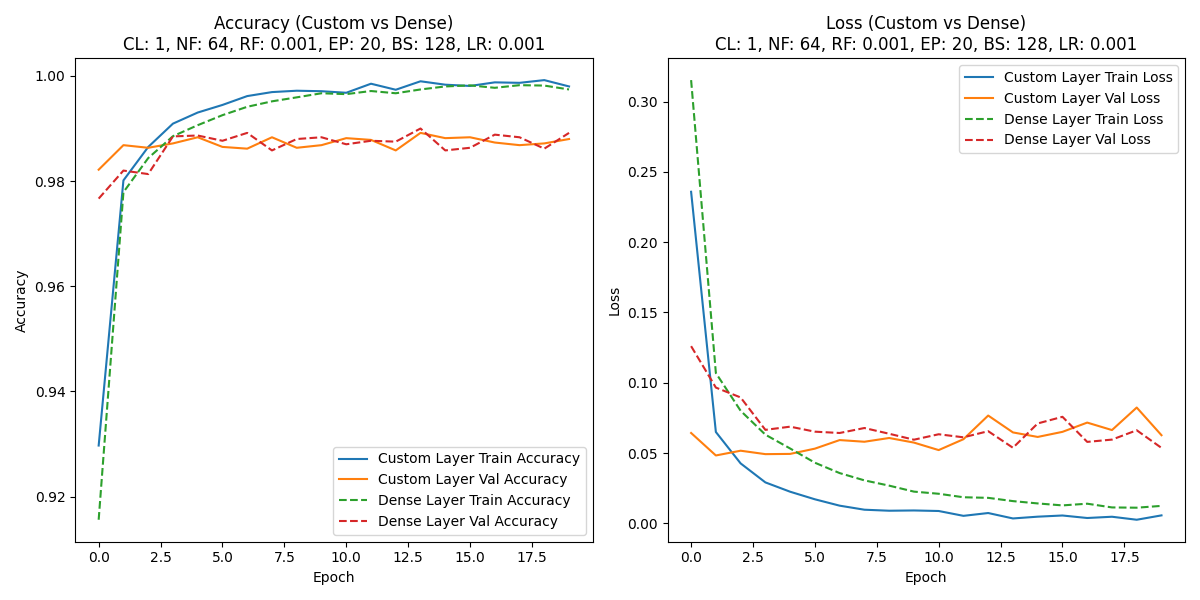 Accuracy (Custom vs Dense)
CL: 1, NF: 64, RF: 0.001, EP: 20, BS: 128, LR: 0.001
1.00
0.98
0.96
0.94
0.92
Accuracy
0.0 2.5 5.0 7.5 10.0 12.5 15.0 17.5
Epoch
Custom Layer Train Accuracy
Custom Layer Val Accuracy
Dense Layer Train Accuracy
Dense Layer Val Accuracy
Loss (Custom vs Dense)
CL: 1, NF: 64, RF: 0.001, EP: 20, BS: 128, LR: 0.001
0.30
0.25
0.20
0.15
0.10
0.05
0.00
Loss
0.0 2.5 5.0 7.5 10.0 12.5 15.0 17.5
Epoch
Custom Layer Train Loss
Custom Layer Val Loss
Dense Layer Train Loss
Dense Layer Val Loss